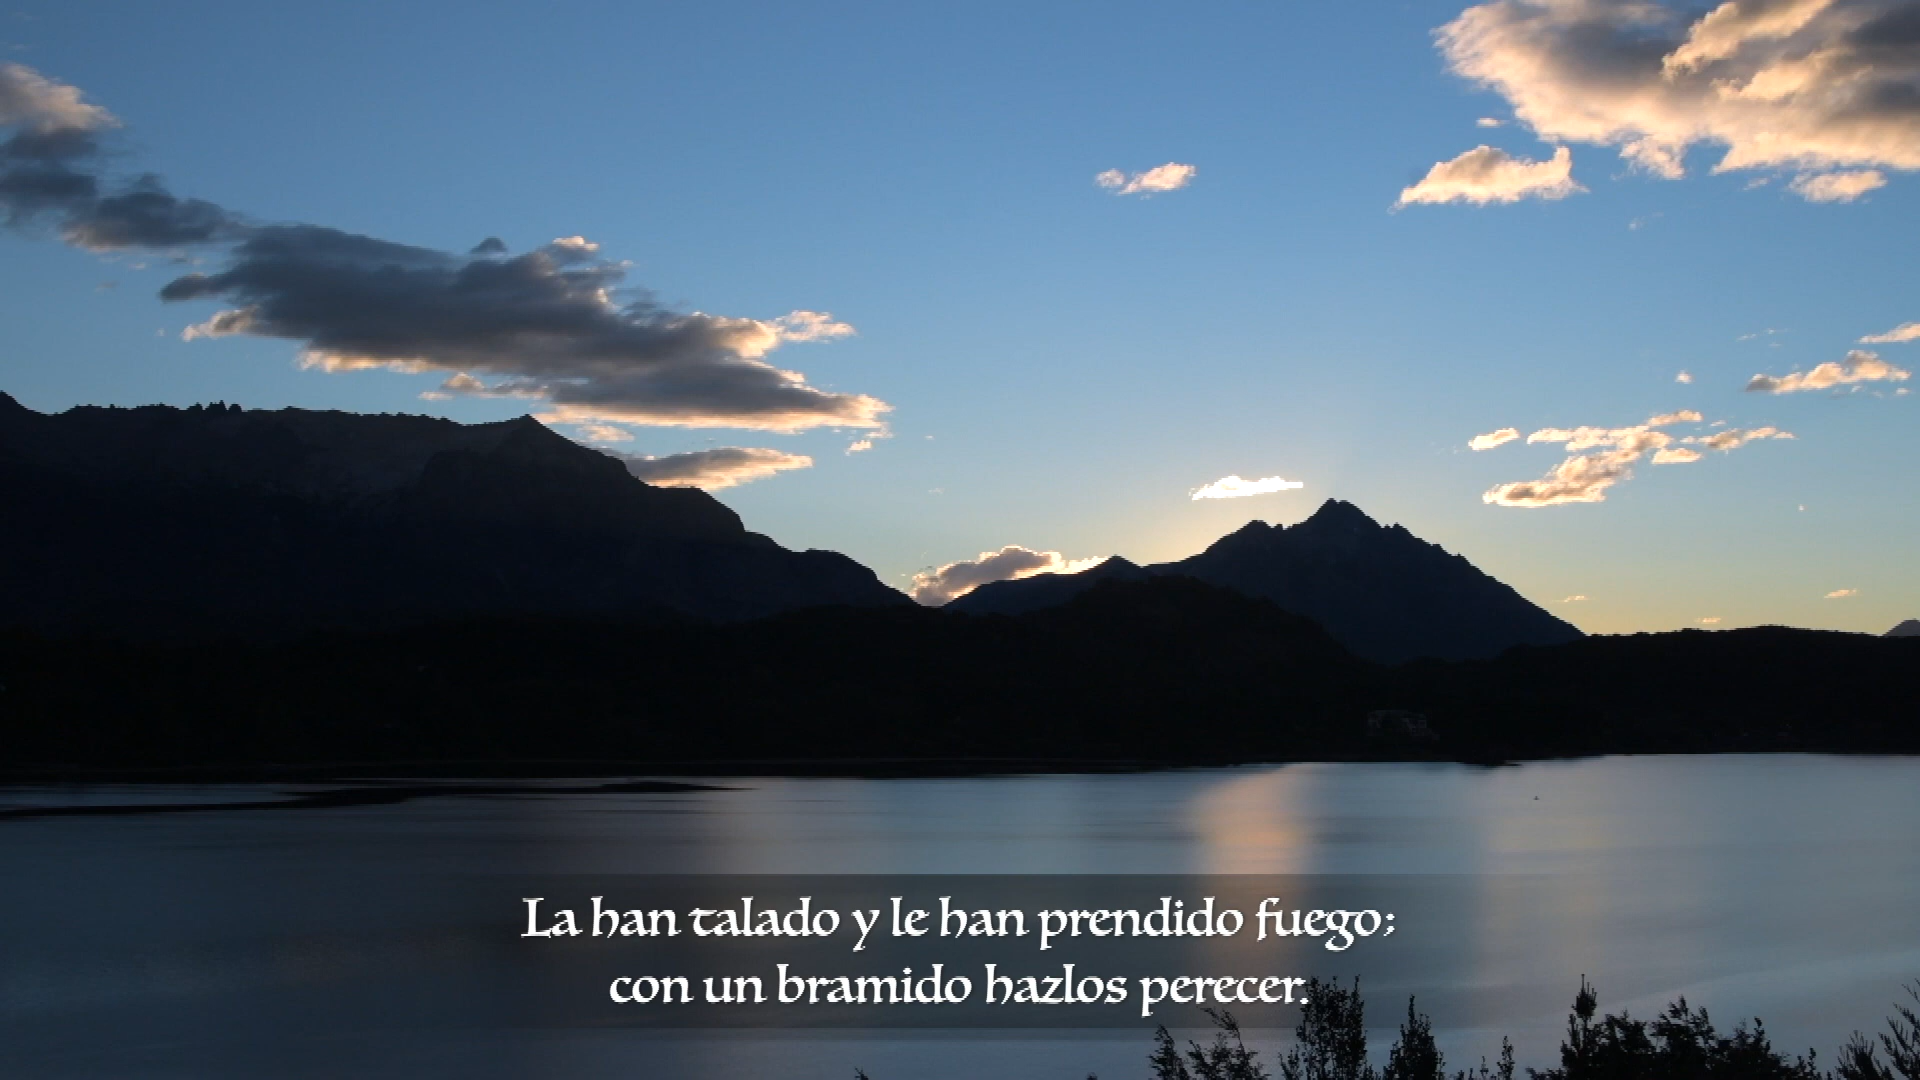 La han talado y le han prendido fuego;
con un bramido hazlos perecer.